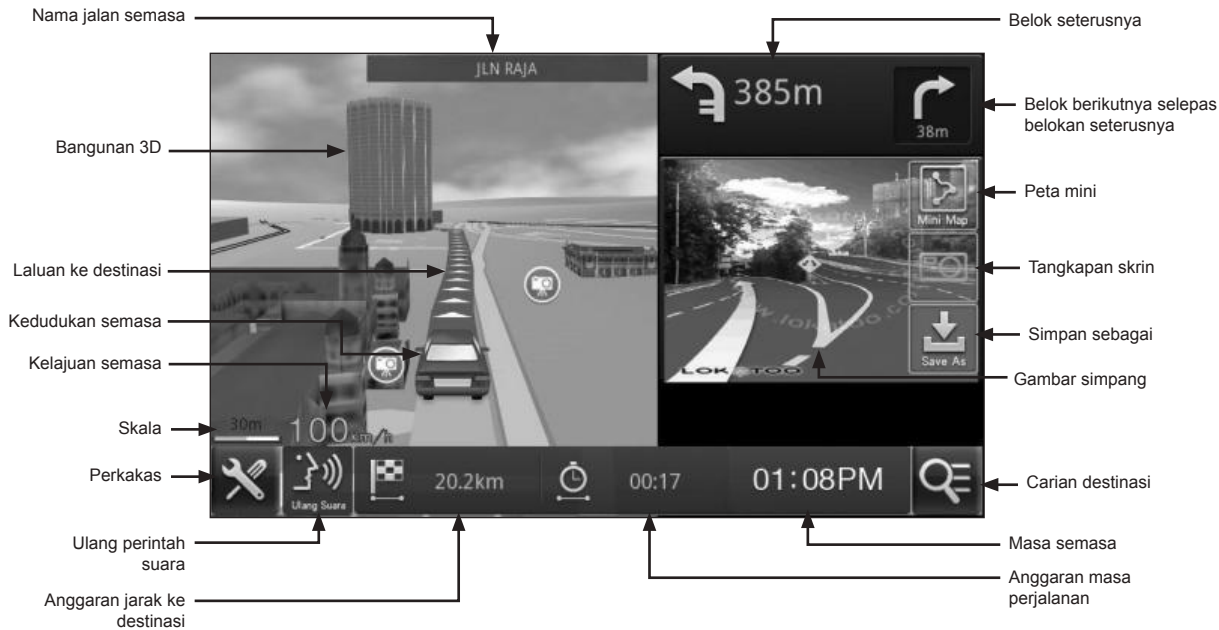 Nama jalan semasa
Belok seterusnya
JLN RAJA
385m
38m
Belok berikutnya selepas
belokan seterusnya
Bangunan 3D
Peta mini
Mini Map
Laluan ke destinasi
Tangkapan skrin
Kedudukan semasa
Simpan sebagai
Save As
Kelajuan semasa
Gambar simpang
LOK TOO
Skala
30m
100km/h
Perkakas
Ulang Suara
20.2km
00:17
01:08PM
Carian destinasi
Ulang perintah
suara
Masa semasa
Anggaran jarak ke
destinasi
Anggaran masa
perjalanan